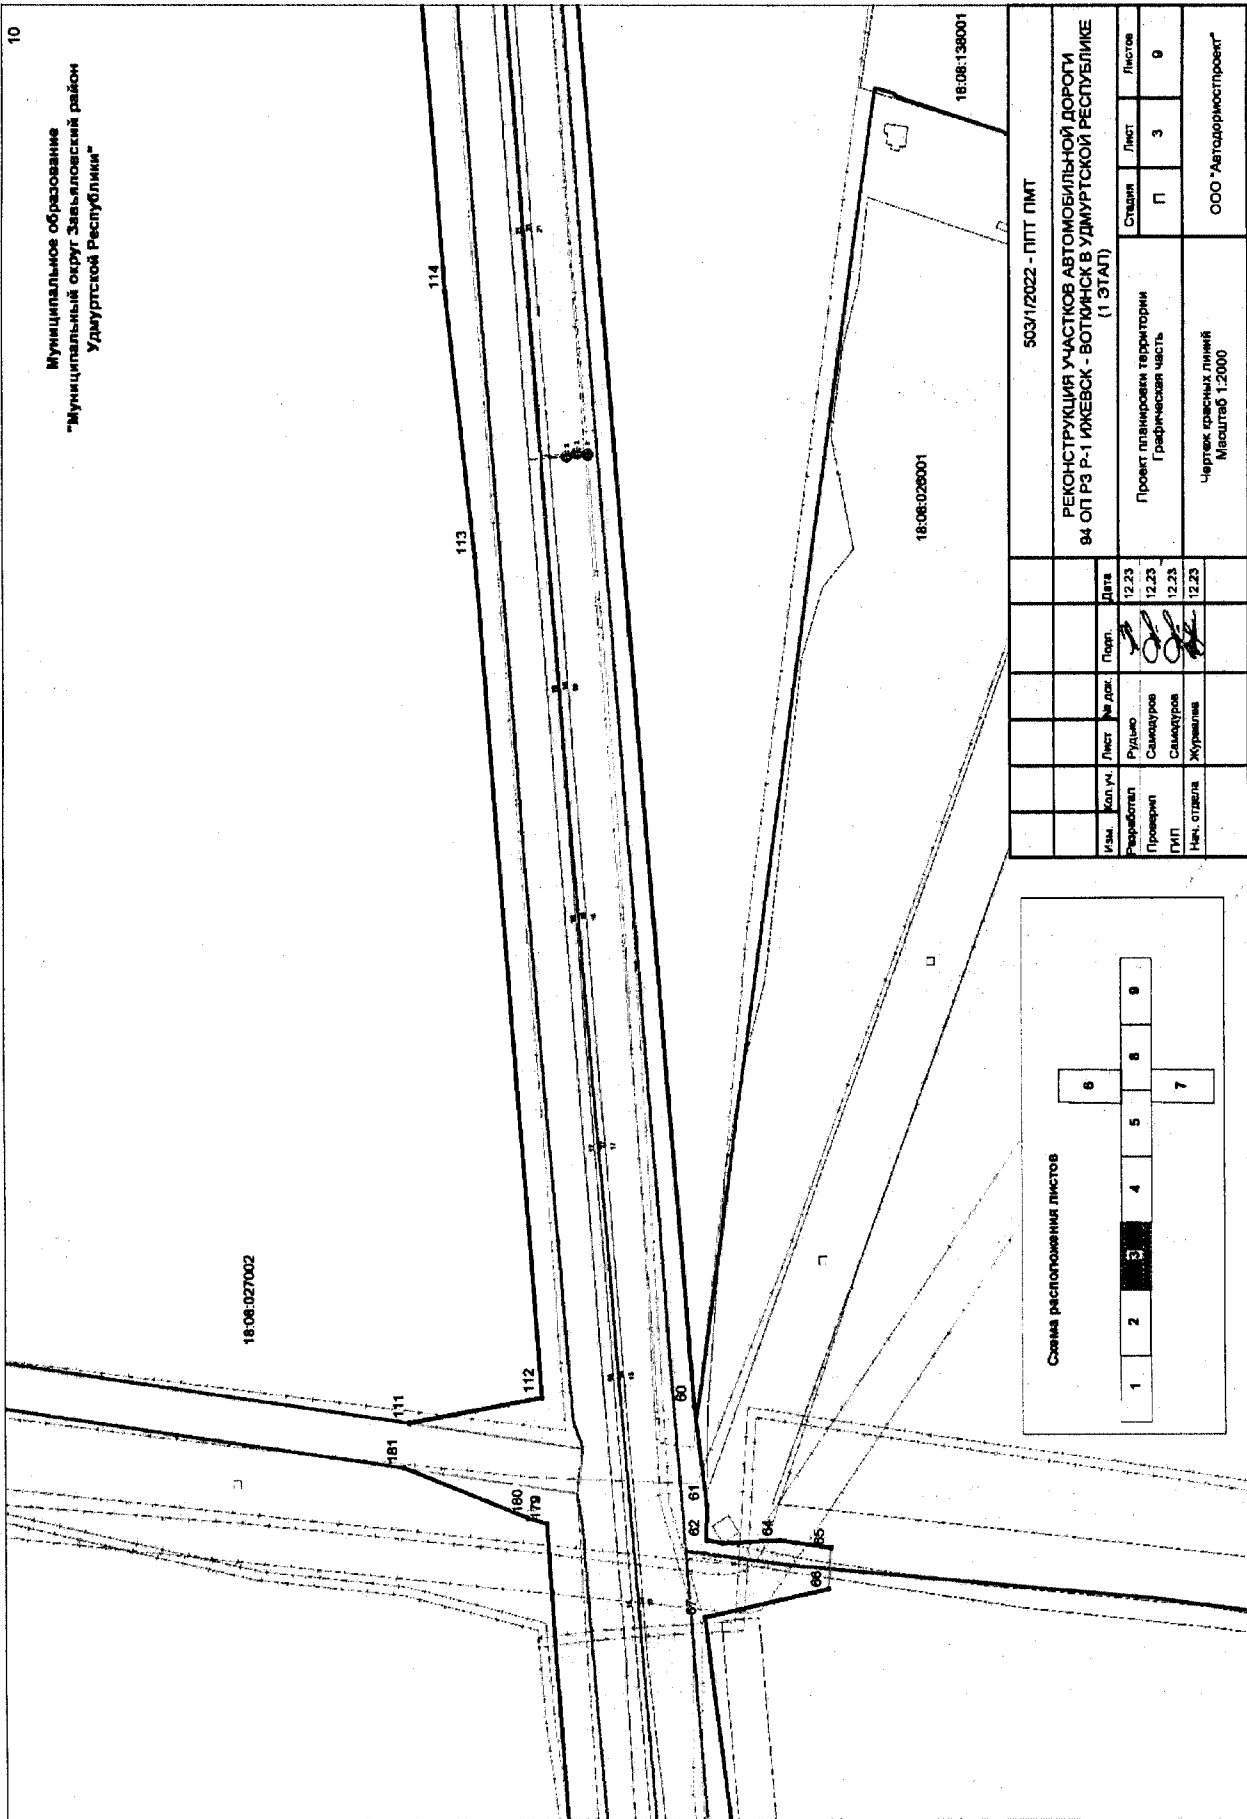 10
Муниципальное образование
"Муниципальный округ Завьяловский район
Удмуртской Республики"
114
113
18:08:027002
111
112
181
180
179
60
61
62
64
65
66
67
18:08:026001
18:08:138001
503/1/2022 - ППТ ПМТ
РЕКОНСТРУКЦИЯ УЧАСТКОВ АВТОМОБИЛЬНОЙ ДОРОГИ
94 ОП РЗ Р-1 ИЖЕВСК - ВОТКИНСК В УДМУРТСКОЙ РЕСПУБЛИКЕ
(1 ЭТАП)
Изм. Кол.уч. Лист № док. Подп. Дата
Разработал Рудько 12.23
Проверил Самодуров 12.23
ГИП Самодуров 12.23
Нач. отдела 12.23
Проект планировки территории
Графическая часть
Стадия Лист Листов
П 3 9
Чертеж красных линий
Масштаб 1:2000
ООО "Автодормостпроект"
Схема расположения листов
6
1 2 3 4 5 8 9
7